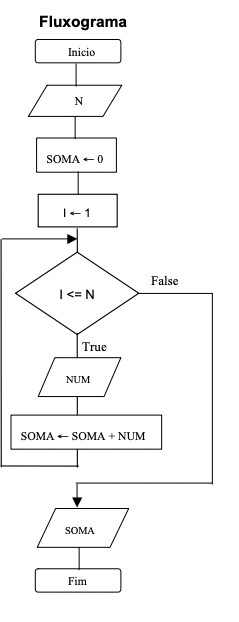 Fluxograma
Inicio
N
SOMA ← 0
I ← 1
I <= N
False
True
NUM
SOMA ← SOMA + NUM
SOMA
Fim